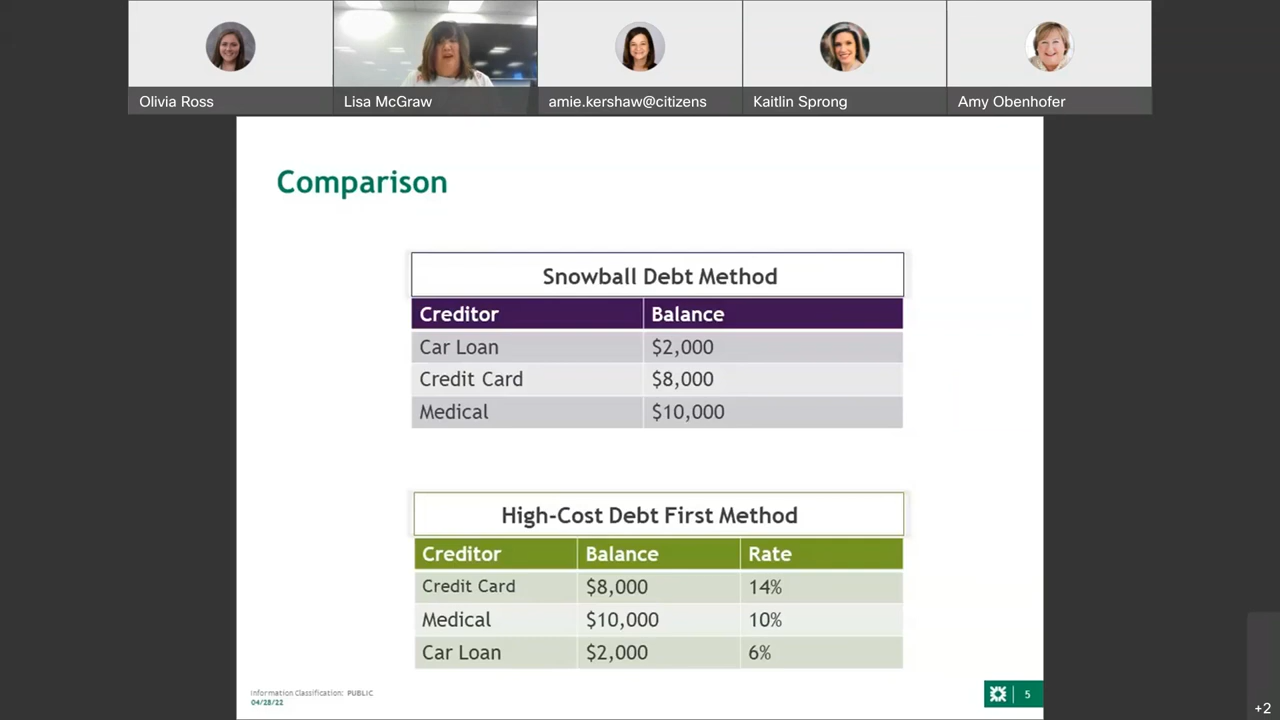 Olivia Ross
Lisa McGraw
amie.kershaw@citizens
Kaitlin Sprong
Amy Obenhofer
Comparison
Snowball Debt Method
Creditor Balance
Car Loan $2,000
Credit Card $8,000
Medical $10,000
High-Cost Debt First Method
Creditor Balance Rate
Credit Card $8,000 14%
Medical $10,000 10%
Car Loan $2,000 6%
Information Classification: PUBLIC
04/28/22
5
+2